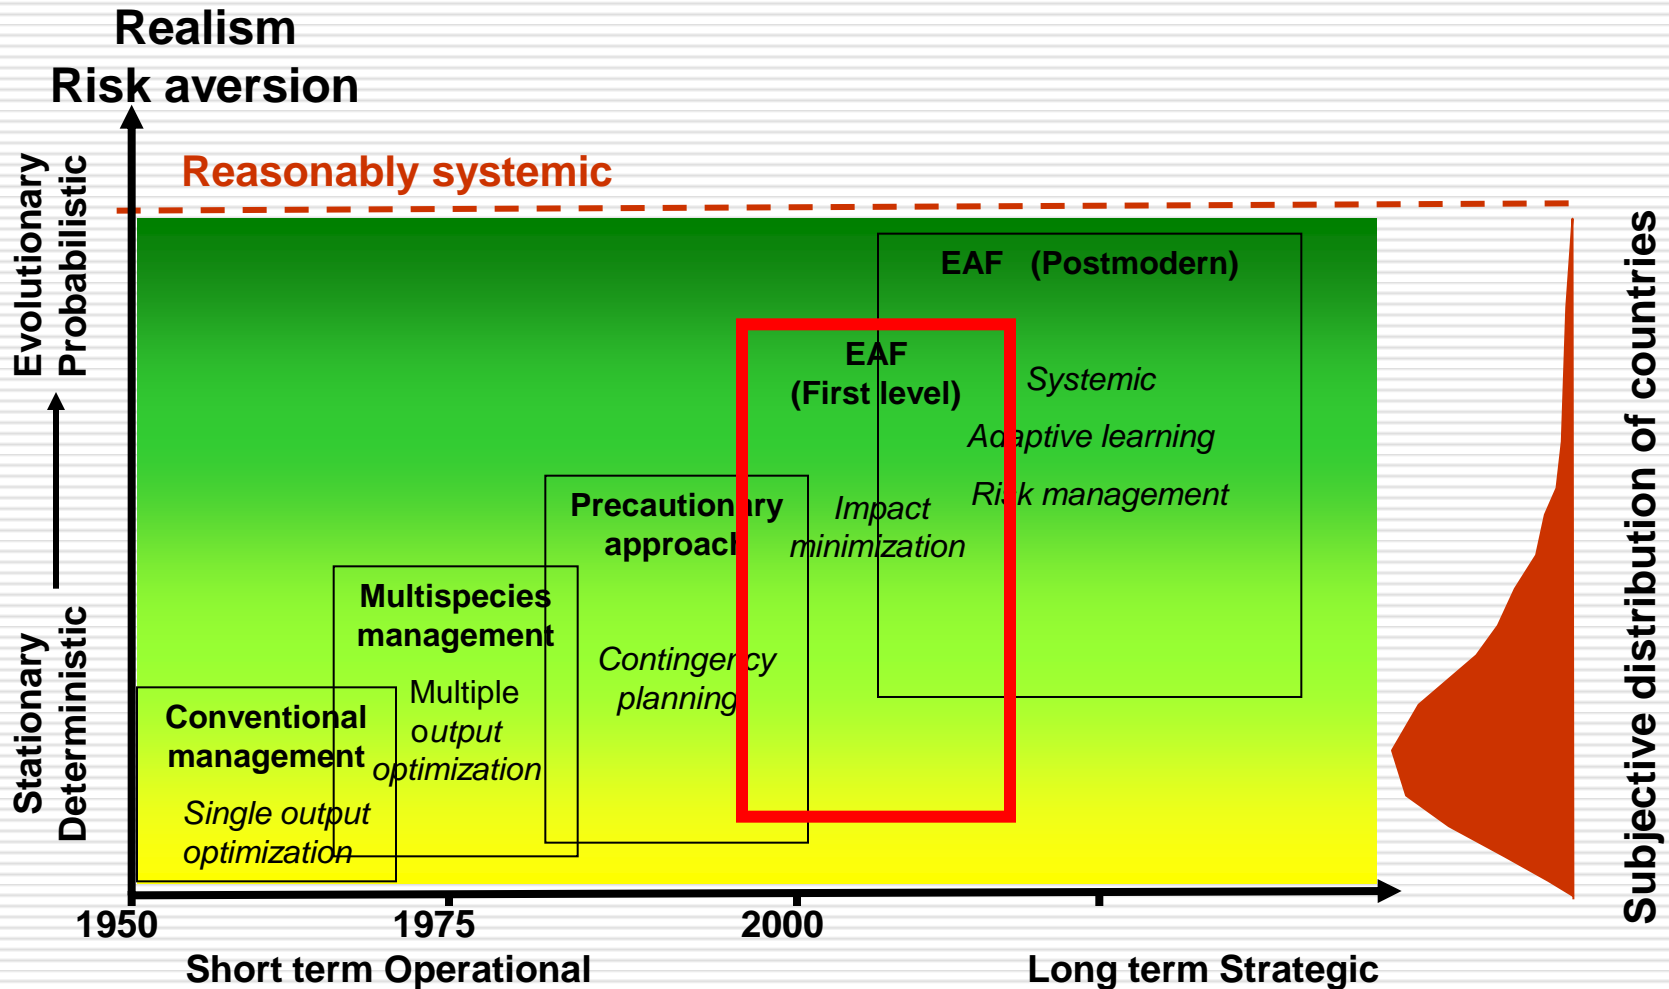 Realism
Risk aversion
Reasonably systemic
Evolutionary
Probabilistic
Stationary
Deterministic
EAF (Postmodern)
Systemic
Adaptive learning
Risk management
EAF
(First level)
Impact
minimization
Precautionary
approach
Contingency
planning
Multispecies
management
Multiple
output
optimization
Conventional
management
Single output
optimization
Subjective distribution of countries
1950
1975
2000
Short term Operational
Long term Strategic